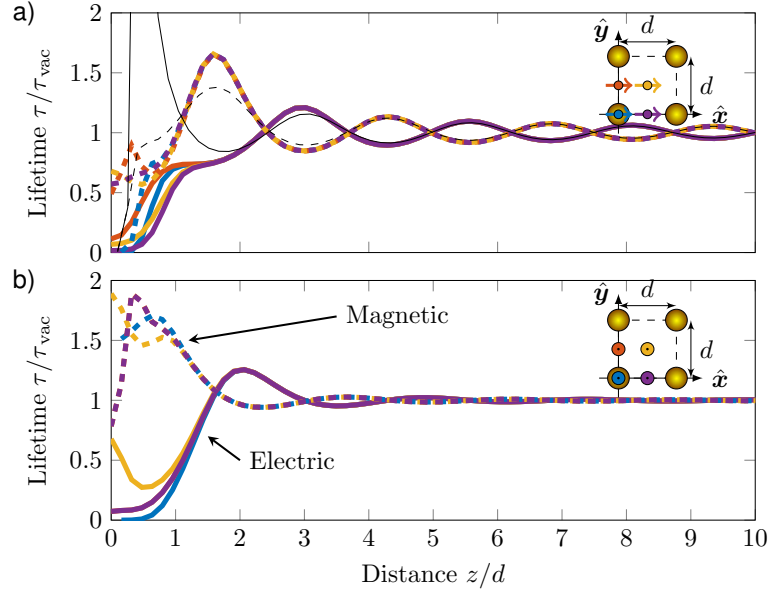 a)
Lifetime τ/τvac
2
1.5
1
0.5
0
ŷ
d
d
x̂
b)
Lifetime τ/τvac
2
1.5
1
0.5
0
Magnetic
Electric
ŷ
d
d
x̂
0 1 2 3 4 5 6 7 8 9 10
Distance z/d